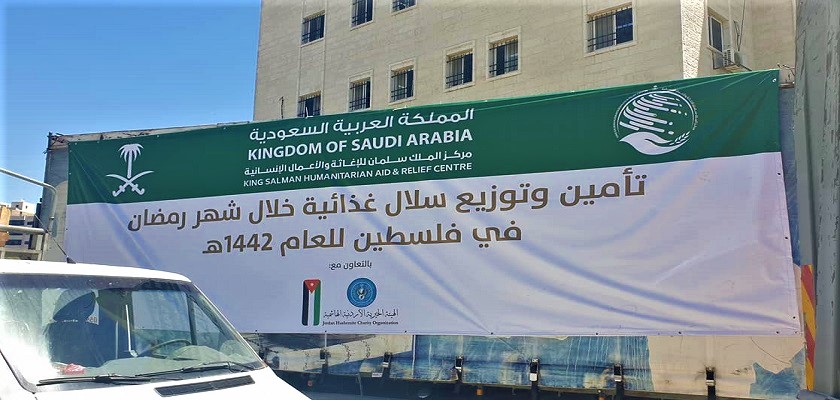 المملكة العربية السعودية
KINGDOM OF SAUDI ARABIA
مركز الملك سلمان للإغاثة والأعمال الإنسانية
KING SALMAN HUMANITARIAN AID & RELIEF CENTRE
تأمين وتوزيع سلال غذائية خلال شهر رمضان
في فلسطين للعام 1442هـ
بالتعاون مع:
الهيئة الخيرية الأردنية الهاشمية
Jordan Hashemite Charity Organization